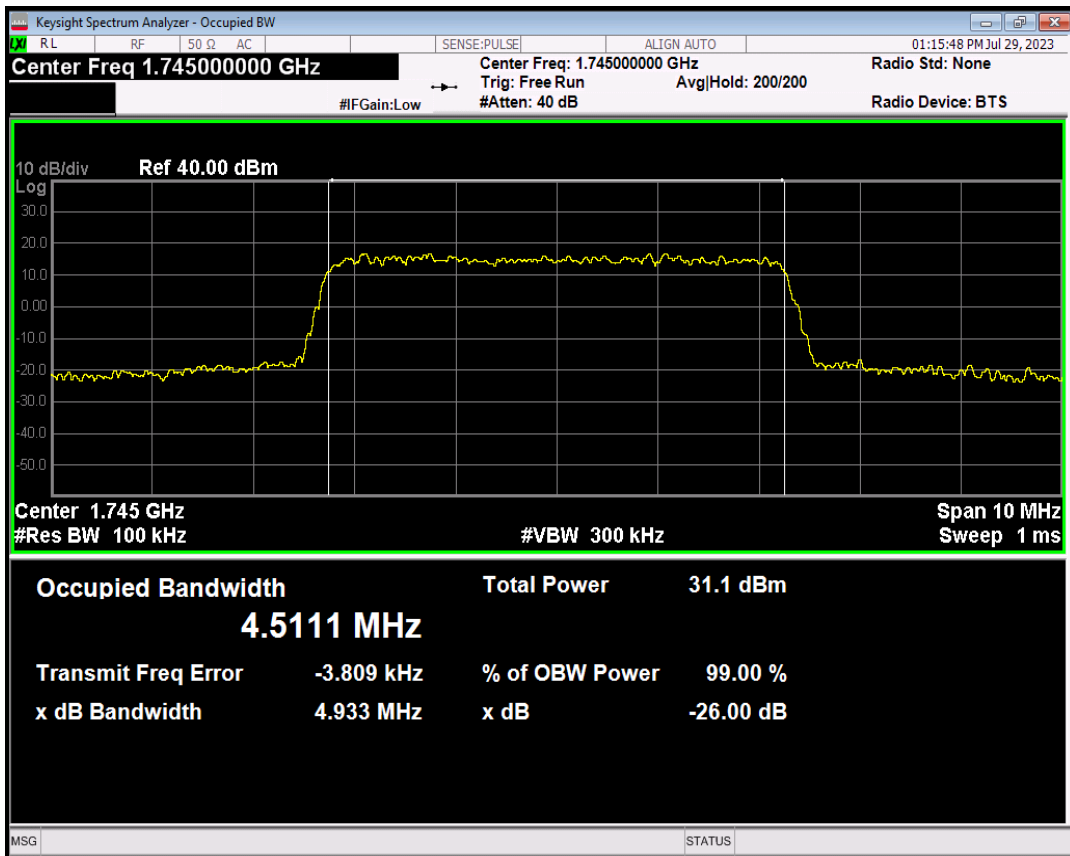 Keysight Spectrum Analyzer - Occupied BW
LXI RL RF 50 Ω AC SENSE:PULSE ALIGN AUTO 01:15:48 PM Jul 29, 2023
Center Freq 1.745000000 GHz Center Freq: 1.745000000 GHz Radio Std: None
Trig: Free Run Avg|Hold: 200/200
#IFGain:Low #Atten: 40 dB Radio Device: BTS
10 dB/div Ref 40.00 dBm
Log
30.0
20.0
10.0
0.00
-10.0
-20.0
-30.0
-40.0
-50.0
Center 1.745 GHz Span 10 MHz
#Res BW 100 kHz #VBW 300 kHz Sweep 1 ms
Occupied Bandwidth Total Power 31.1 dBm
4.5111 MHz
Transmit Freq Error -3.809 kHz % of OBW Power 99.00 %
x dB Bandwidth 4.933 MHz x dB -26.00 dB
MSG STATUS